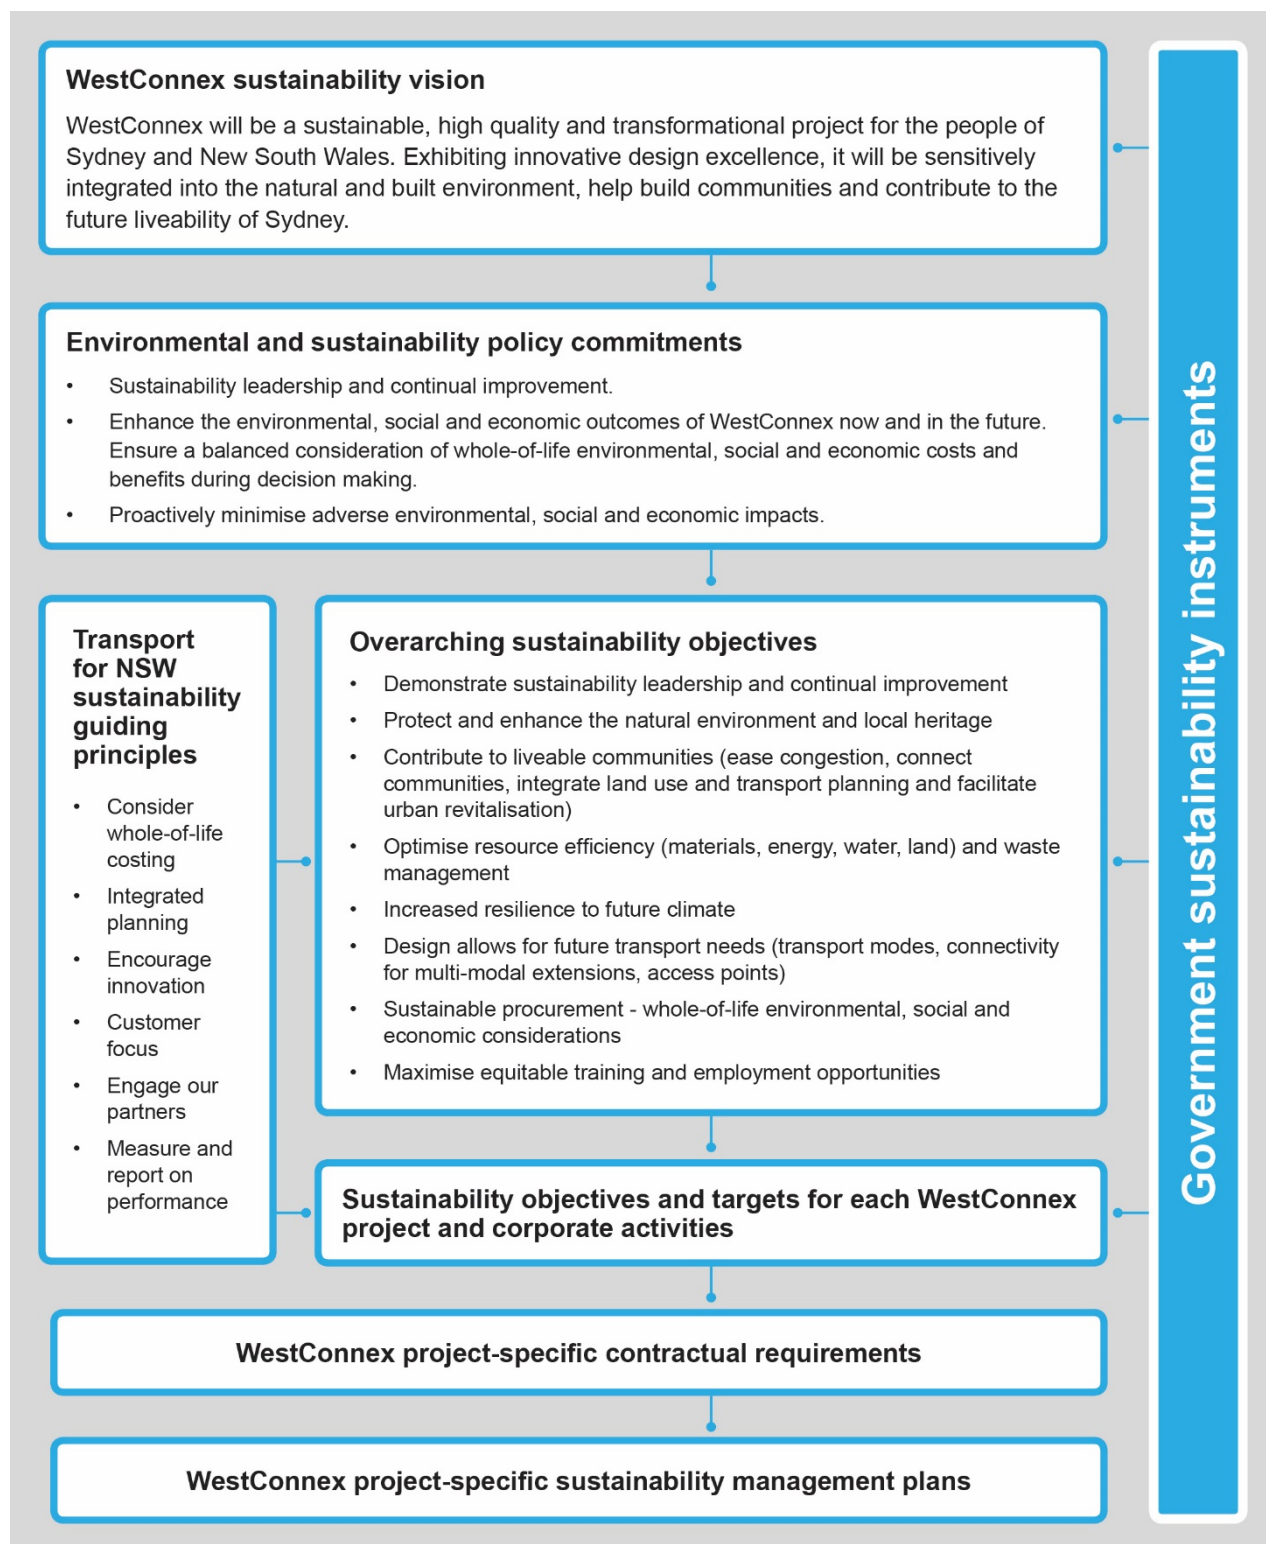 WestConnex sustainability vision
WestConnex will be a sustainable, high quality and transformational project for the people of
Sydney and New South Wales. Exhibiting innovative design excellence, it will be sensitively
integrated into the natural and built environment, help build communities and contribute to the
future liveability of Sydney.
Environmental and sustainability policy commitments
• Sustainability leadership and continual improvement.
• Enhance the environmental, social and economic outcomes of WestConnex now and in the future.
Ensure a balanced consideration of whole-of-life environmental, social and economic costs and
benefits during decision making.
• Proactively minimise adverse environmental, social and economic impacts.
Transport
for NSW
sustainability
guiding
principles
• Consider
whole-of-life
costing
• Integrated
planning
• Encourage
innovation
• Customer
focus
• Engage our
partners
• Measure and
report on
performance
Overarching sustainability objectives
• Demonstrate sustainability leadership and continual improvement
• Protect and enhance the natural environment and local heritage
• Contribute to liveable communities (ease congestion, connect
communities, integrate land use and transport planning and facilitate
urban revitalisation)
• Optimise resource efficiency (materials, energy, water, land) and waste
management
• Increased resilience to future climate
• Design allows for future transport needs (transport modes, connectivity
for multi-modal extensions, access points)
• Sustainable procurement - whole-of-life environmental, social and
economic considerations
• Maximise equitable training and employment opportunities
Sustainability objectives and targets for each WestConnex
project and corporate activities
WestConnex project-specific contractual requirements
WestConnex project-specific sustainability management plans
Government sustainability instruments